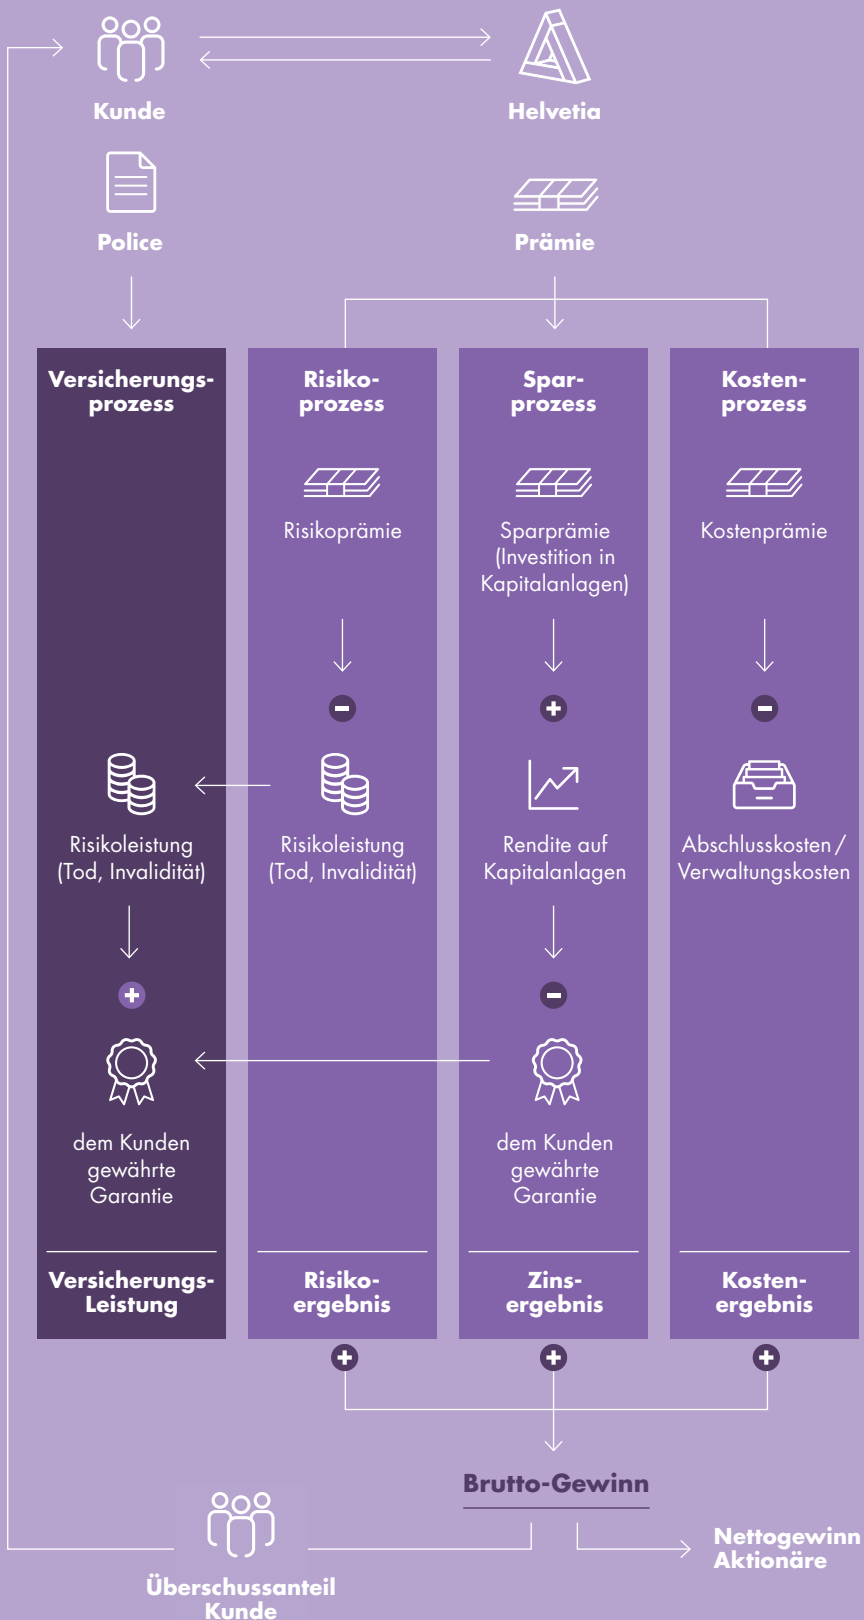 Kunde
Helvetia
Police
Prämie
Versicherungs-
prozess
Risiko-
prozess
Spar-
prozess
Kosten-
prozess
Risikoprämie
Sparprämie
(Investition in
Kapitalanlagen)
Kostenprämie
Risikoleistung
(Tod, Invalidität)
Risikoleistung
(Tod, Invalidität)
Rendite auf
Kapitalanlagen
Abschlusskosten /
Verwaltungskosten
dem Kunden
gewährte
Garantie
dem Kunden
gewährte
Garantie
Versicherungs-
Leistung
Risiko-
ergebnis
Zins-
ergebnis
Kosten-
ergebnis
Brutto-Gewinn
Nettogewinn
Aktionäre
Überschussanteil
Kunde